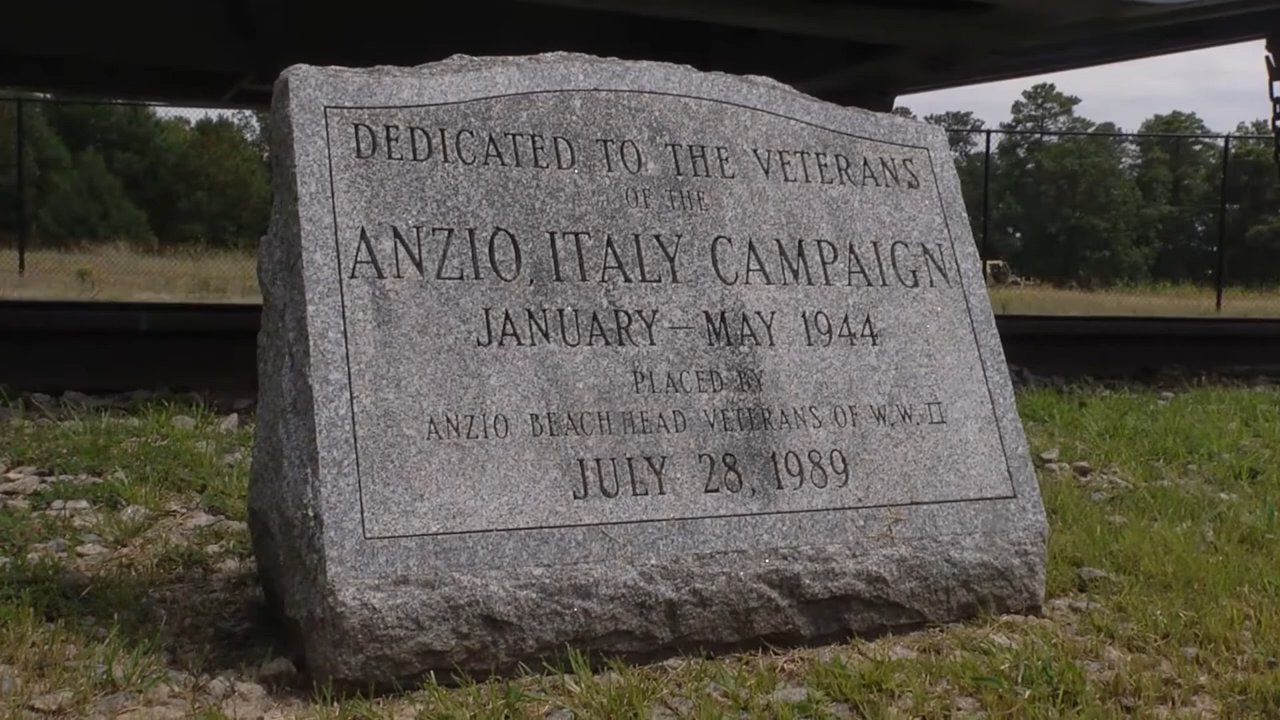 DEDICATED TO THE VETERANS
OF THE
ANZIO, ITALY CAMPAIGN
JANUARY – MAY 1944
PLACED BY
ANZIO BEACHHEAD VETERANS OF W.W. II
JULY 28, 1989